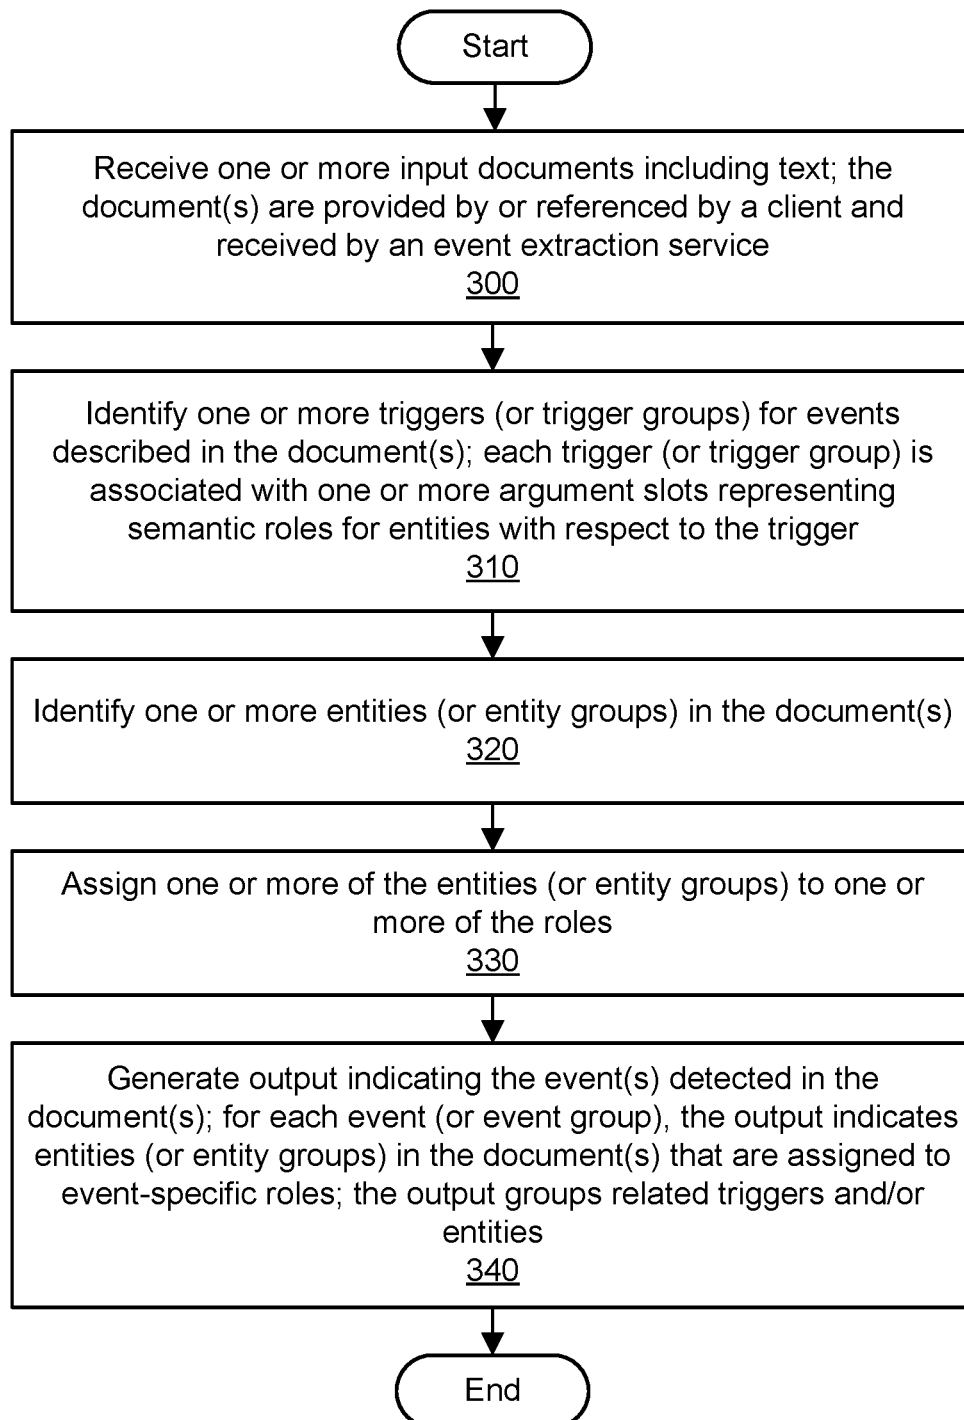 Start
Receive one or more input documents including text; the
document(s) are provided by or referenced by a client and
received by an event extraction service
300
Identify one or more triggers (or trigger groups) for events
described in the document(s); each trigger (or trigger group) is
associated with one or more argument slots representing
semantic roles for entities with respect to the trigger
310
Identify one or more entities (or entity groups) in the document(s)
320
Assign one or more of the entities (or entity groups) to one or
more of the roles
330
Generate output indicating the event(s) detected in the
document(s); for each event (or event group), the output indicates
entities (or entity groups) in the document(s) that are assigned to
event-specific roles; the output groups related triggers and/or
entities
340
End